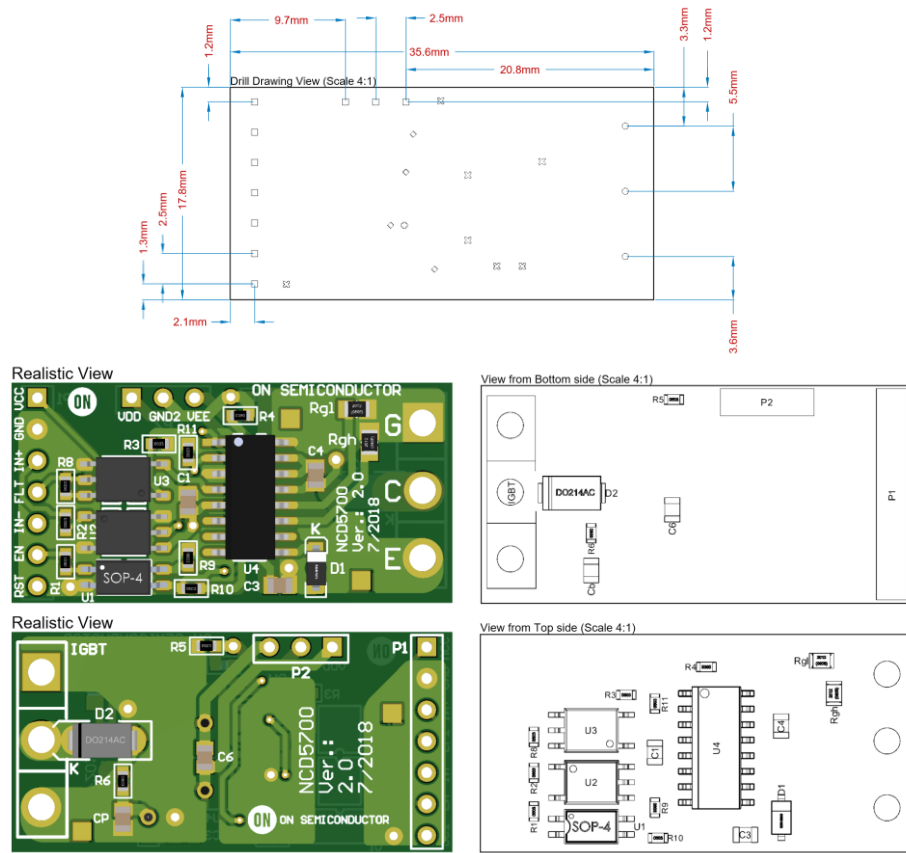 9.7mm
2.5mm
35.6mm
20.8mm
1.2mm
3.3mm
1.2mm
5.5mm
Drill Drawing View (Scale 4:1)
17.8mm
2.5mm
1.3mm
2.1mm
3.6mm
Realistic View
VCC
GND
IN+
FLT
IN-
EN
RST
ON
ON SEMICONDUCTOR
VDD GND2 VEE
R4
Rgl
Rgh
G
C
E
R11
R3
R8
U3
C1
C4
R2
U2
R1
U1
SOP-4
R9
R10
U4
C3
K
D1
NCD5700
Ver.: 2.0
7/2018
View from Bottom side (Scale 4:1)
R5
P2
P1
IGBT
DO214AC
D2
C6
R6
Cb
Realistic View
IGBT
R5
P2
P1
D2
DO214AC
K
R6
CP
C6
NCD5700
Ver.:
2.0
7/2018
ON
ON SEMICONDUCTOR
View from Top side (Scale 4:1)
R4
Rgl
Rgh
R3
R11
U3
R8
C1
U4
C4
R2
U2
D1
R1
SOP-4
U1
R9
R10
C3